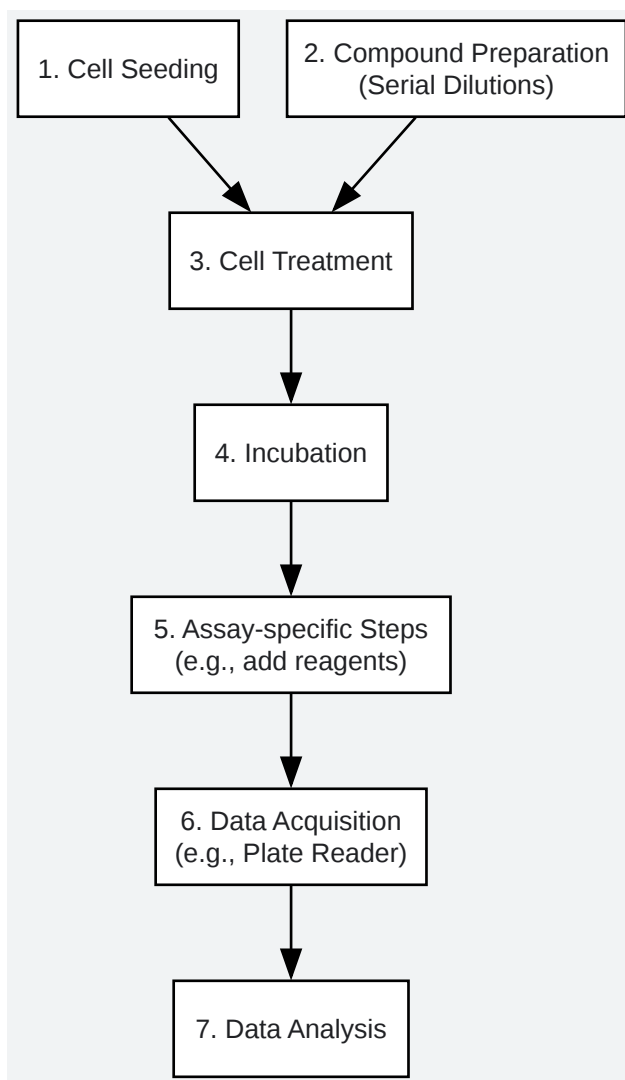 1. Cell Seeding
2. Compound Preparation
(Serial Dilutions)
3. Cell Treatment
4. Incubation
5. Assay-specific Steps
(e.g., add reagents)
6. Data Acquisition
(e.g., Plate Reader)
7. Data Analysis